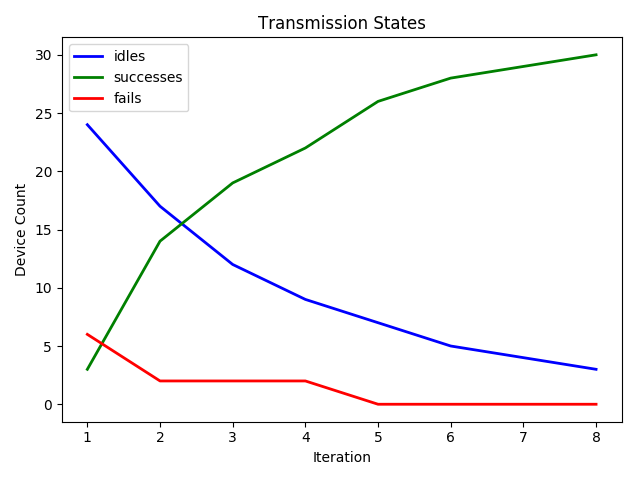 Transmission States
idles
successes
fails
Device Count
30
25
20
15
10
5
0
1 2 3 4 5 6 7 8
Iteration